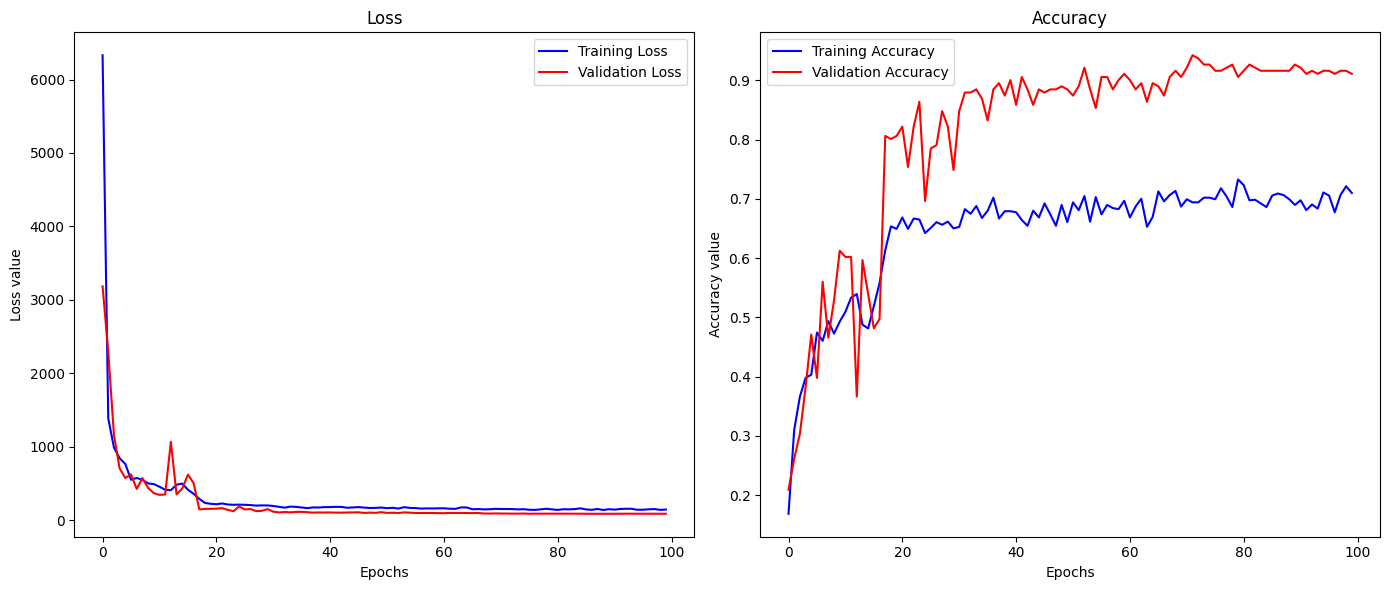 Loss
Training Loss
Validation Loss
Loss value
6000
5000
4000
3000
2000
1000
0
0 20 40 60 80 100
Epochs
Accuracy
Training Accuracy
Validation Accuracy
Accuracy value
0.9
0.8
0.7
0.6
0.5
0.4
0.3
0.2
0 20 40 60 80 100
Epochs